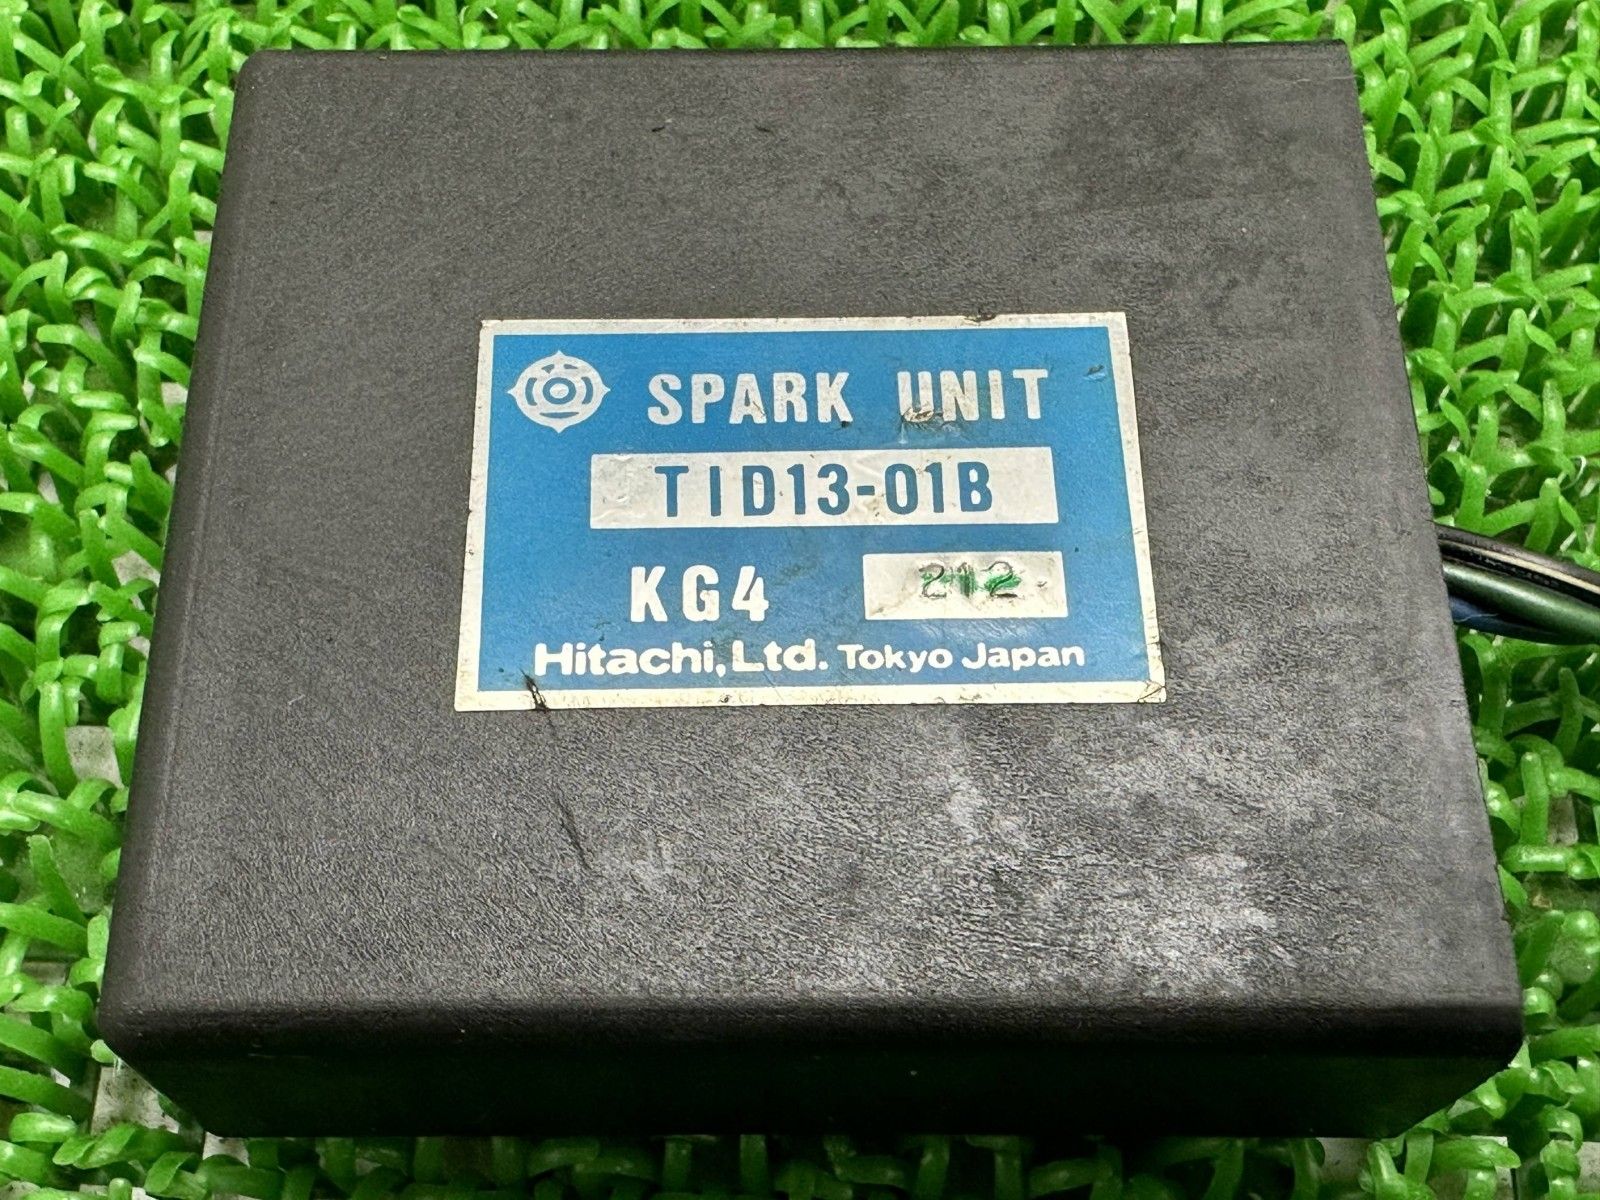 SPARK UNIT
TID13-01B
KG4 212
Hitachi, Ltd. Tokyo Japan